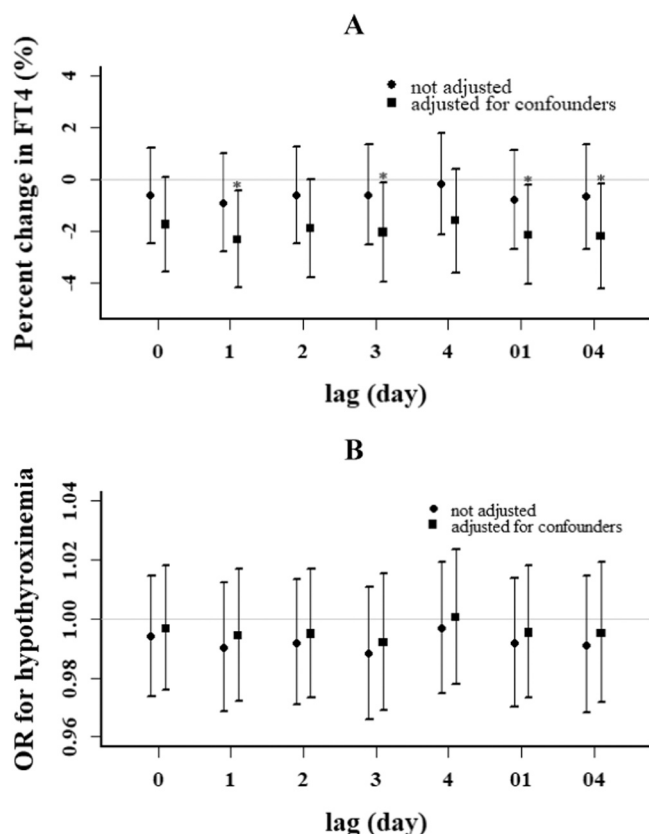 A
Percent change in FT4 (%)
4
2
0
-2
-4
not adjusted
adjusted for confounders
*
*
*
*
0 1 2 3 4 01 04
lag (day)
B
OR for hypothyroxinemia
1.04
1.02
1.00
0.98
0.96
not adjusted
adjusted for confounders
0 1 2 3 4 01 04
lag (day)